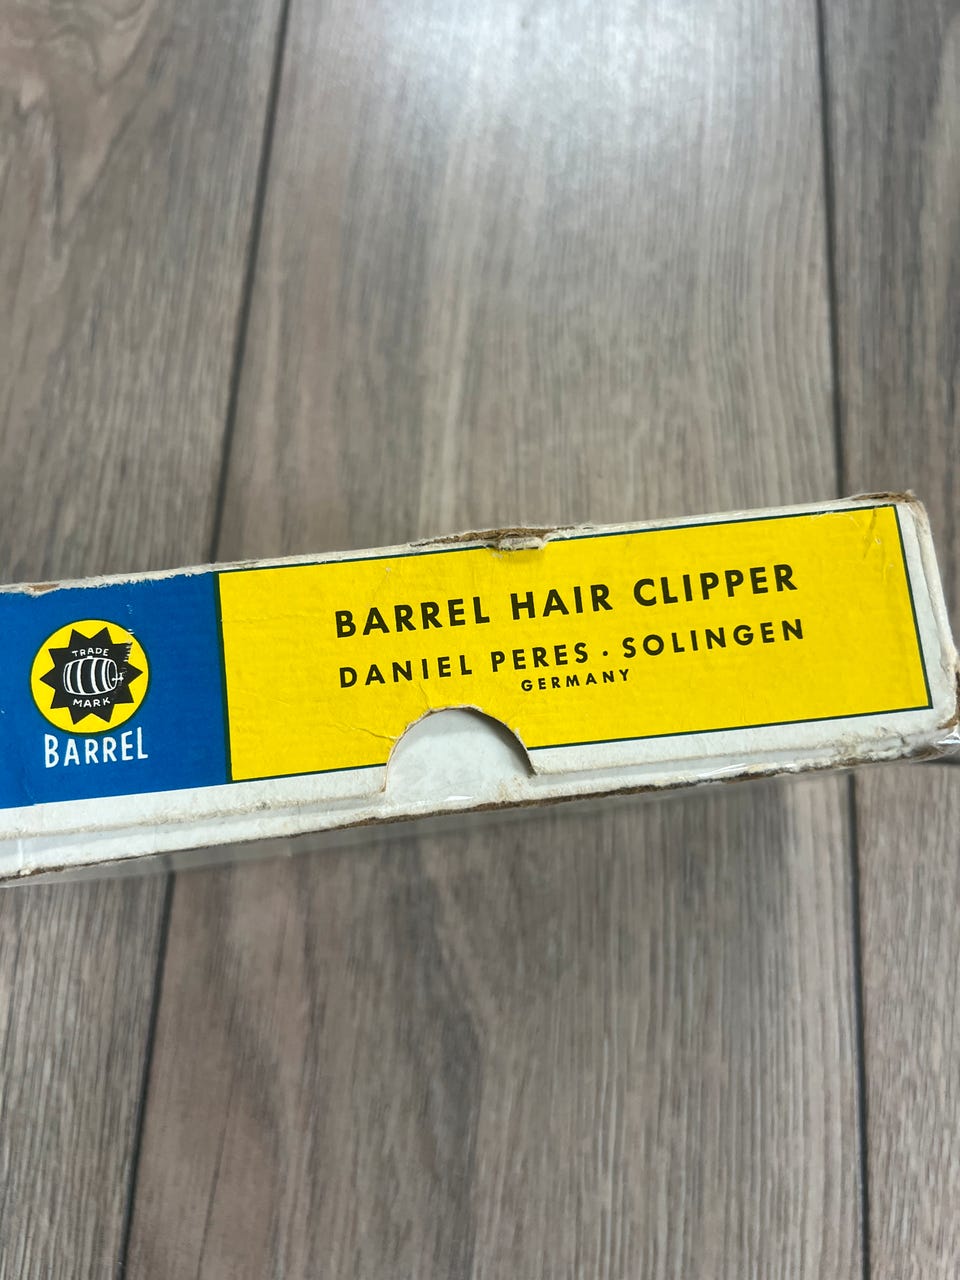 TRADE
MARK
BARREL
BARREL HAIR CLIPPER
DANIEL PERES · SOLINGEN
GERMANY